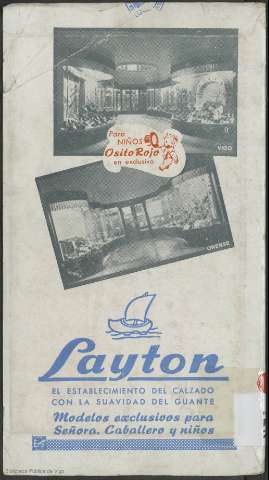 VIGO
Para
NIÑOS
Osito Rojo
en exclusiva
ORENSE
Layton
EL ESTABLECIMIENTO DEL CALZADO
CON LA SUAVIDAD DEL GUANTE
Modelos exclusivos para
Señora, Caballero y niños